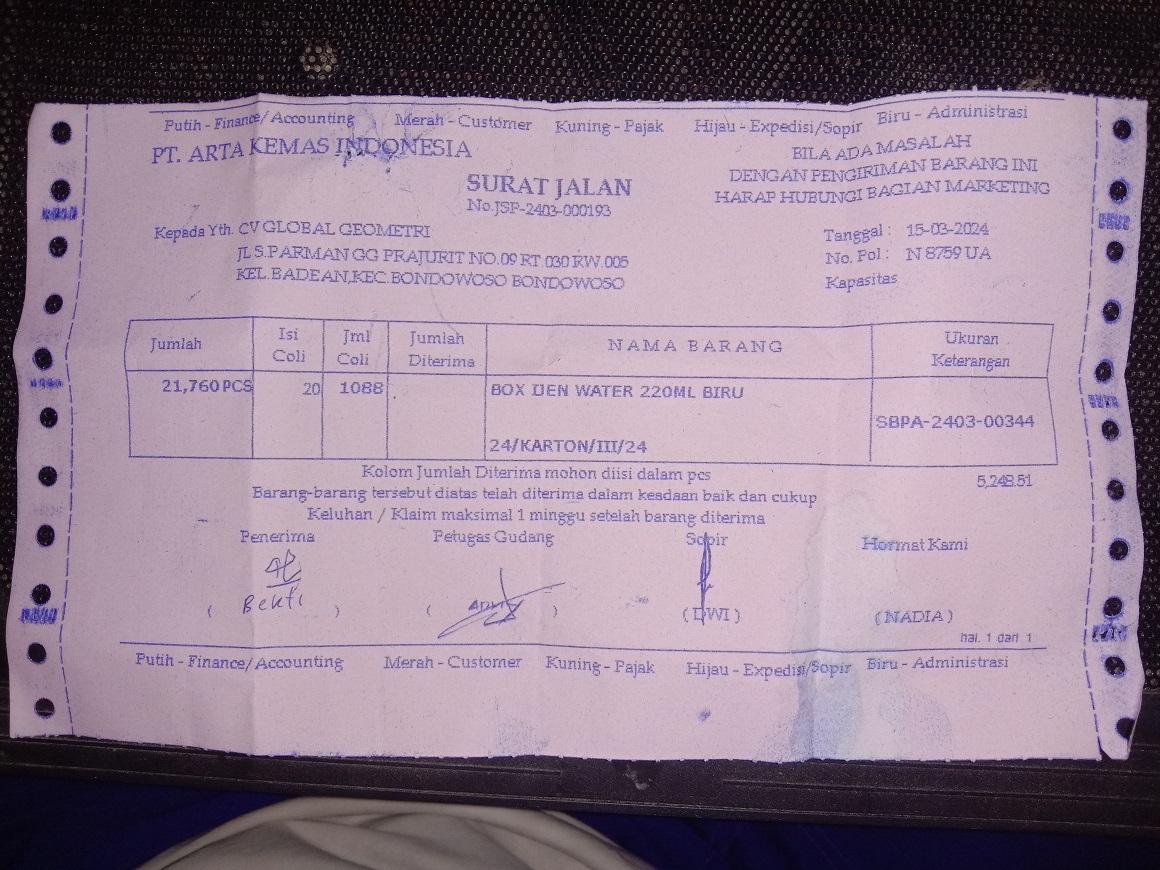 Putih - Finance/Accounting Merah - Customer Kuning - Pajak Hijau - Expedisi/Sopir Biru - Administrasi
PT. ARTA KEMAS INDONESIA
BILA ADA MASALAH
DENGAN PENGIRIMAN BARANG INI
HARAP HUBUNGI BAGIAN MARKETING
SURAT JALAN
No.JSP-2403-000193
Kepada Yth. CV GLOBAL GEOMETRI
JL S.PARMAN GG PRAJURIT NO.09 RT.030 RW.005
KEL.BADEAN,KEC.BONDOWOSO BONDOWOSO
Tanggal : 15-03-2024
No. Pol : N 8759 UA
Kapasitas
Jumlah Isi Coli Jml Coli Jumlah Diterima NAMA BARANG Ukuran Keterangan
21,760 PCS 20 1088 BOX IJEN WATER 220ML BIRU
SBPA-2403-00344
24/KARTON/III/24
Kolom Jumlah Diterima mohon diisi dalam pcs 5,248.51
Barang-barang tersebut diatas telah diterima dalam keadaan baik dan cukup
Keluhan / Klaim maksimal 1 minggu setelah barang diterima
Penerima Petugas Gudang Sopir Hormat Kami
( Bekti ) ( ) ( DWI ) ( NADIA )
hal. 1 dari 1
Putih - Finance/Accounting Merah - Customer Kuning - Pajak Hijau - Expedisi/Sopir Biru - Administrasi